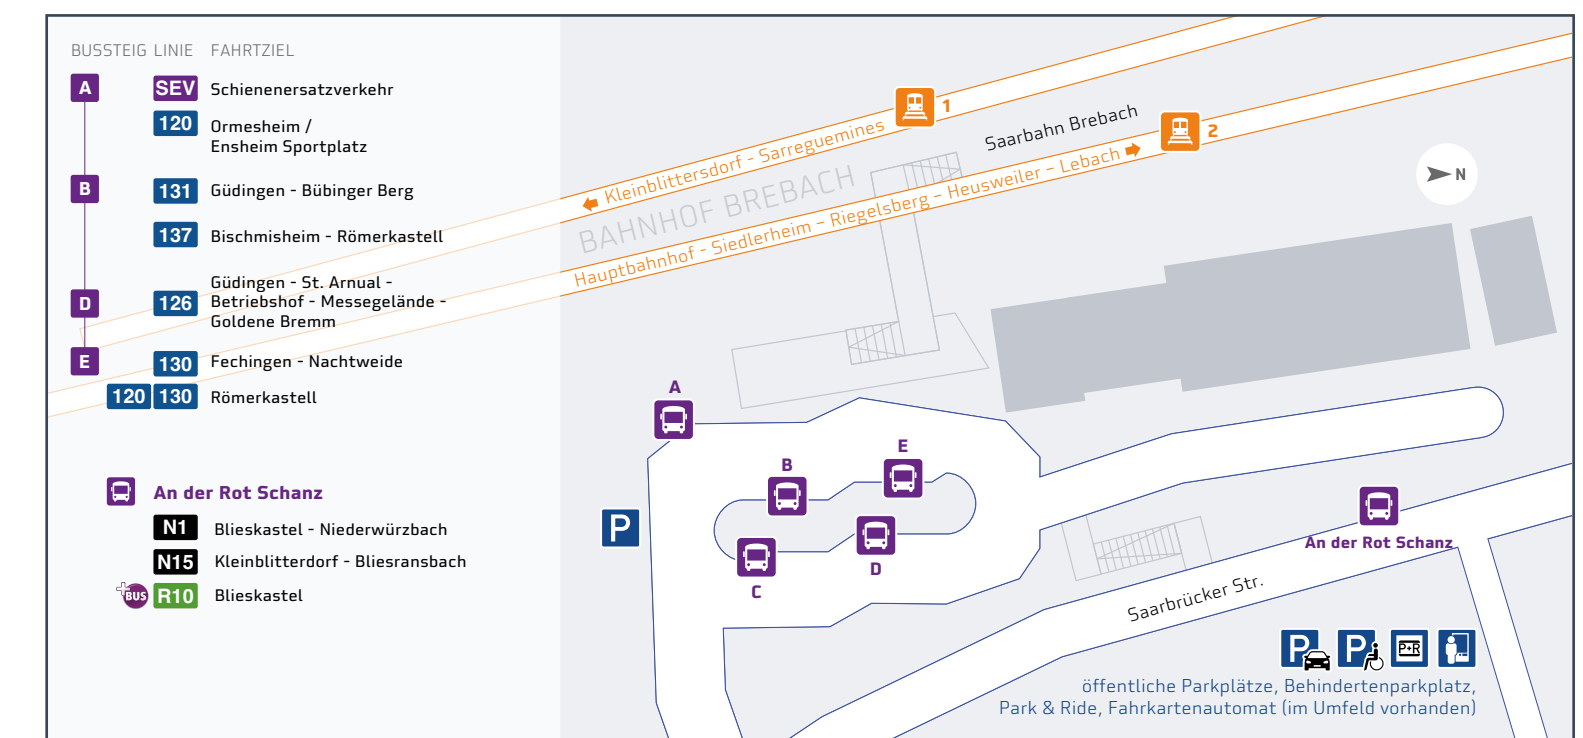 BUSSTEIG LINIE FAHRTZIEL
A SEV Schienenersatzverkehr
120 Ormesheim /
Ensheim Sportplatz
B 131 Güdingen - Bübinger Berg
137 Bischmisheim - Römerkastell
Güdingen - St. Arnual -
D 126 Betriebshof - Messegelände -
Goldene Bremm
E 130 Fechingen - Nachtweide
120 130 Römerkastell
An der Rot Schanz
N1 Blieskastel - Niederwürzbach
N15 Kleinblitterdorf - Bliesransbach
+BUS R10 Blieskastel
1
Kleinblittersdorf - Sarreguemines
Saarbahn Brebach
2
BAHNHOF BREBACH
Hauptbahnhof - Siedlerheim – Riegelsberg – Heusweiler – Lebach
N
A
B
E
P
C
D
An der Rot Schanz
Saarbrücker Str.
P P P+R
öffentliche Parkplätze, Behindertenparkplatz,
Park & Ride, Fahrkartenautomat (im Umfeld vorhanden)